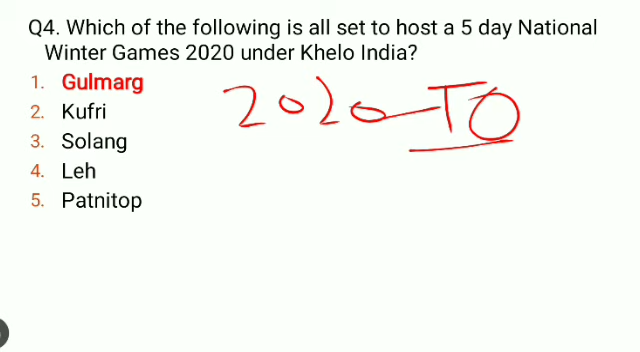 Q4. Which of the following is all set to host a 5 day National
Winter Games 2020 under Khelo India?
1. Gulmarg
2. Kufri
3. Solang
4. Leh
5. Patnitop
2020-TO